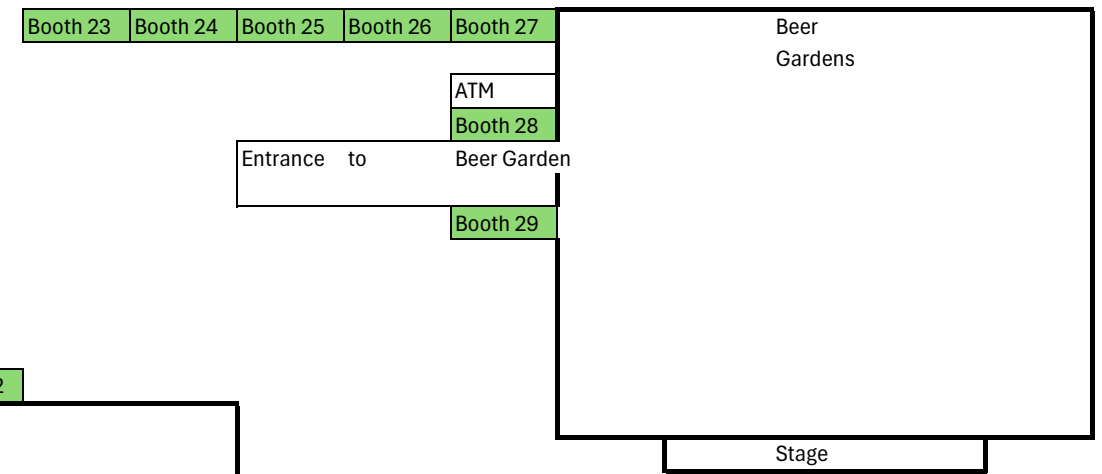 Booth 23 Booth 24 Booth 25 Booth 26 Booth 27 Beer
Gardens
ATM
Booth 28
Entrance to Beer Garden
Booth 29
2
Stage